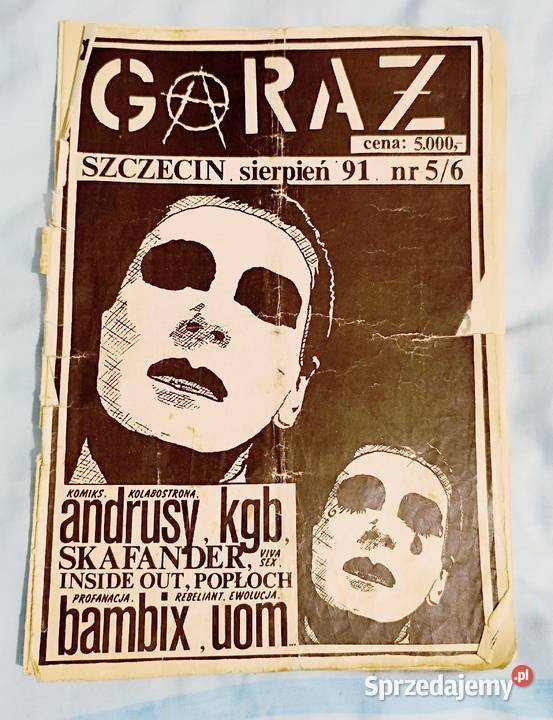 GARAŻ
cena: 5.000,-
SZCZECIN. sierpień '91. nr 5/6
KOMIKS. KOLABOSTRONA.
andrusy, kgb,
SKAFANDER, VIVA SEX.
INSIDE OUT, POPŁOCH
PROFANACJA. REBELIANT. EWOLUCJA.
bambix, uom...
Sprzedajemy.pl